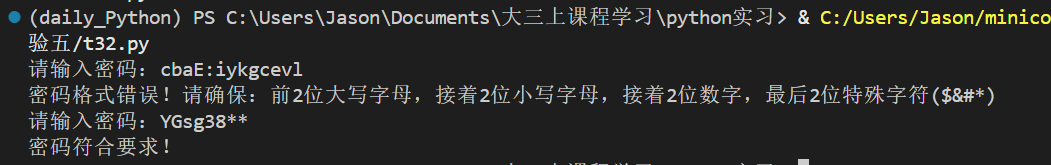 (daily_Python) PS C:\Users\Jason\Documents\大三上课程学习\python实习> & C:/Users/Jason/minico
验五/t32.py
请输入密码: cbaE:iykgcevl
密码格式错误! 请确保: 前2位大写字母, 接着2位小写字母, 接着2位数字, 最后2位特殊字符($&#*)
请输入密码: YGsg38**
密码符合要求!